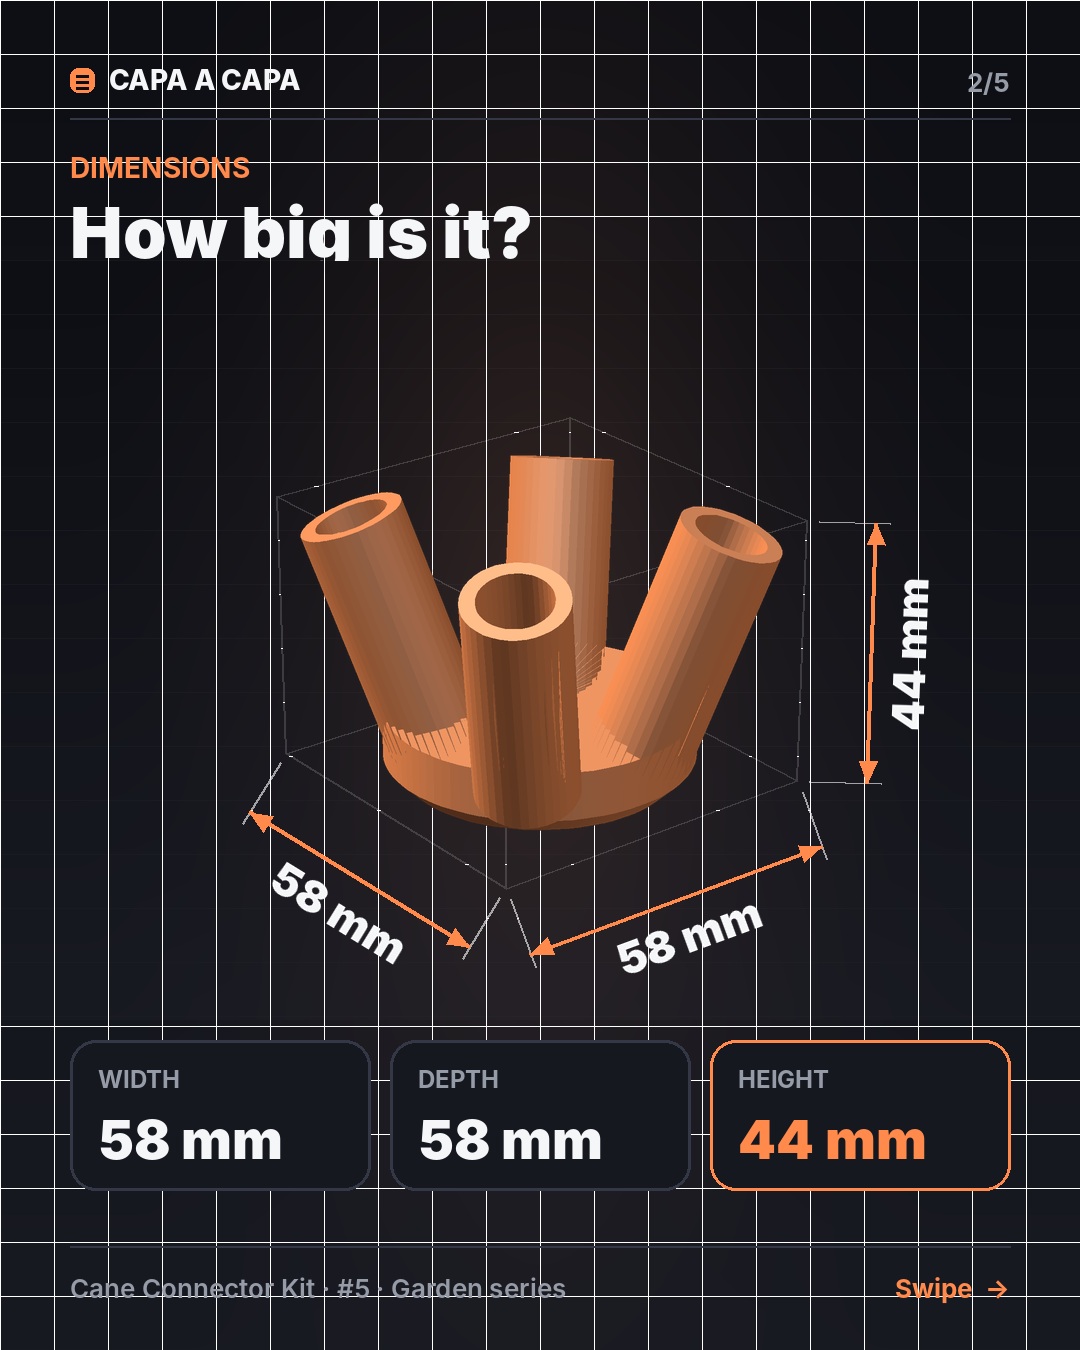 CAPA A CAPA
2/5
DIMENSIONS
How big is it?
44 mm
58 mm
58 mm
WIDTH
58 mm
DEPTH
58 mm
HEIGHT
44 mm
Cane Connector Kit · #5 · Garden series
Swipe →